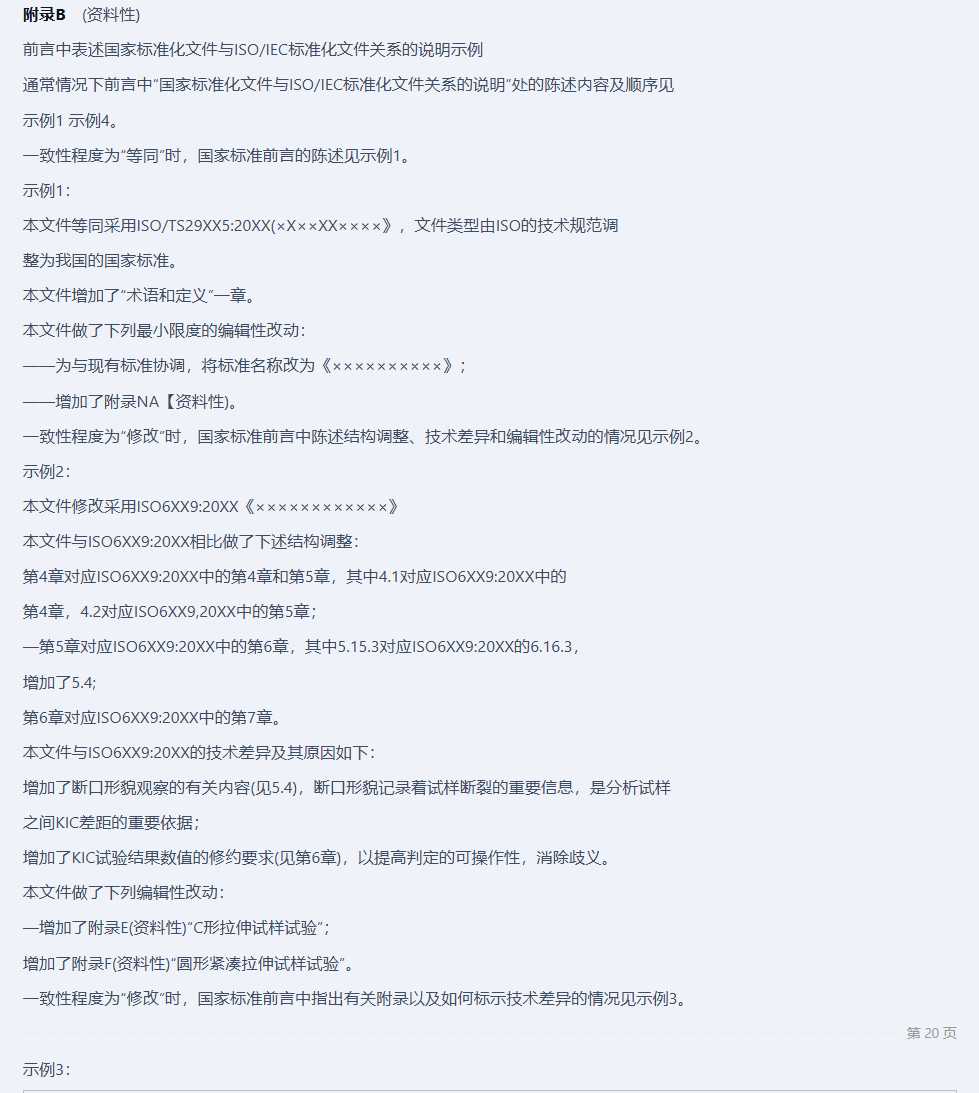 附录B （资料性)
前言中表述国家标准化文件与ISO/IEC标准化文件关系的说明示例
通常情况下前言中“国家标准化文件与ISO/IEC标准化文件关系的说明”处的陈述内容及顺序见
示例1 示例4。
一致性程度为“等同”时，国家标准前言的陈述见示例1。
示例1：
本文件等同采用ISO/TS29XX5:20XX(×X××XX××××》，文件类型由ISO的技术规范调
整为我国的国家标准。
本文件增加了“术语和定义”一章。
本文件做了下列最小限度的编辑性改动：
——为与现有标准协调，将标准名称改为《××××××××××》；
——增加了附录NA【资料性)。
一致性程度为“修改”时，国家标准前言中陈述结构调整、技术差异和编辑性改动的情况见示例2。
示例2：
本文件修改采用ISO6XX9:20XX《××××××××××××》
本文件与ISO6XX9:20XX相比做了下述结构调整：
第4章对应ISO6XX9:20XX中的第4章和第5章，其中4.1对应ISO6XX9:20XX中的
第4章，4.2对应ISO6XX9,20XX中的第5章；
—第5章对应ISO6XX9:20XX中的第6章，其中5.15.3对应ISO6XX9:20XX的6.16.3，
增加了5.4;
第6章对应ISO6XX9:20XX中的第7章。
本文件与ISO6XX9:20XX的技术差异及其原因如下：
增加了断口形貌观察的有关内容(见5.4)，断口形貌记录着试样断裂的重要信息，是分析试样
之间KIC差距的重要依据；
增加了KIC试验结果数值的修约要求(见第6章)，以提高判定的可操作性，消除歧义。
本文件做了下列编辑性改动：
—增加了附录E(资料性)“C形拉伸试样试验”；
增加了附录F(资料性)“圆形紧凑拉伸试样试验”。
一致性程度为“修改”时，国家标准前言中指出有关附录以及如何标示技术差异的情况见示例3。
第 20 页
示例3：